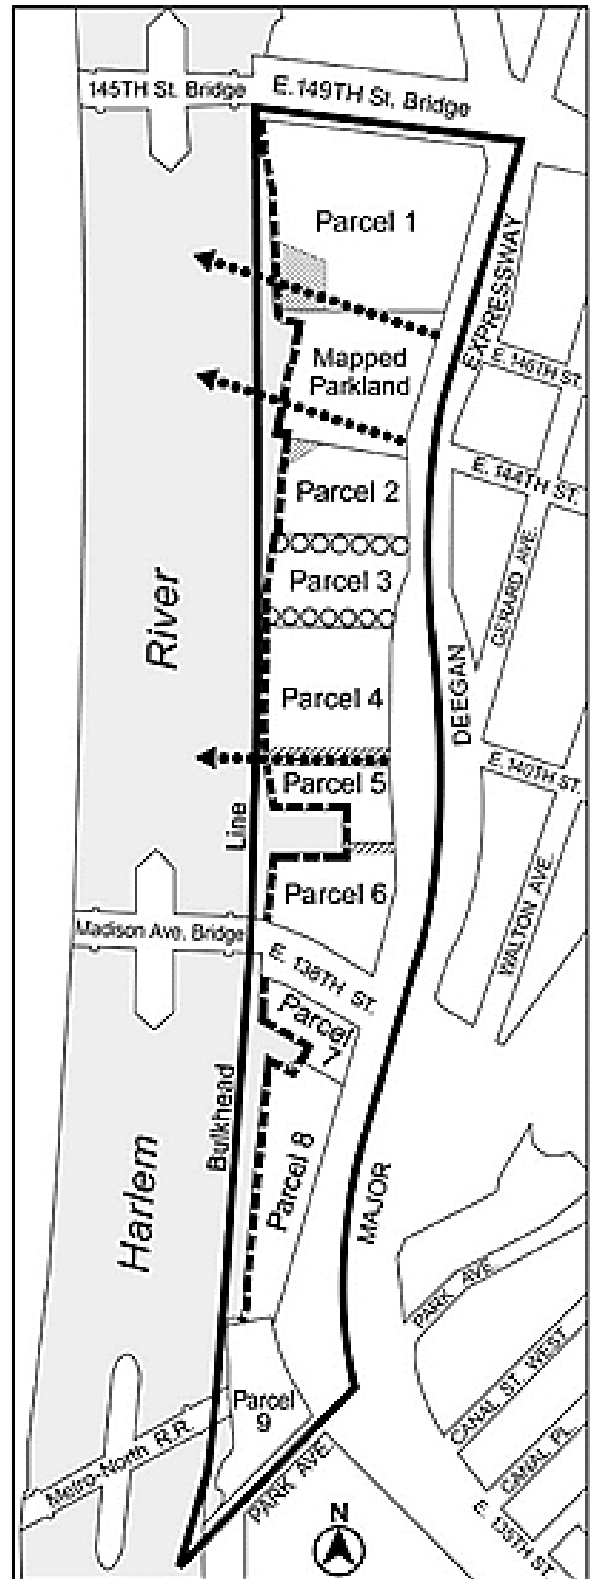 145TH St. Bridge
E. 149TH St. Bridge
Parcel 1
EXPRESSWAY
Mapped
Parkland
E. 146TH ST.
E. 144TH ST.
Parcel 2
GERARD AVE.
Parcel 3
River
DEEGAN
Parcel 4
E. 140TH ST.
Parcel 5
Line
Parcel 6
WALTON AVE.
Madison Ave. Bridge
E. 138TH ST.
Parcel
7
Bulkhead
Parcel 8
Harlem
MAJOR
PARK AVE.
CANAL ST. WEST
Parcel
9
Metro-North R.R.
CANAL PL.
PARK AVE.
N
E. 135TH ST.